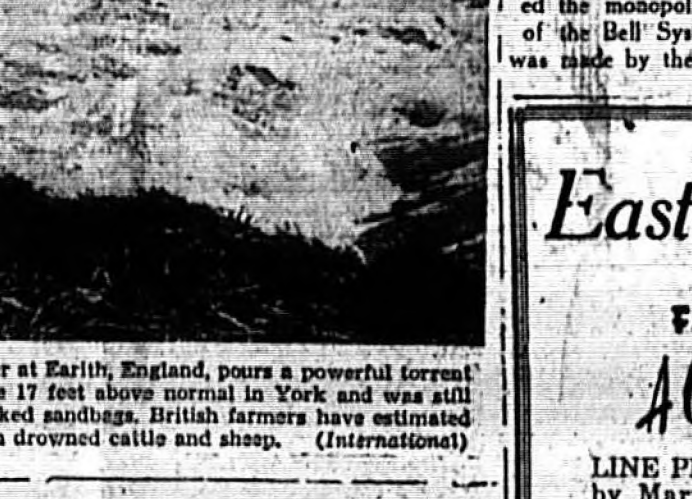 ed the monopol
of the Bell Sys
was made by the
r at Earith, England, pours a powerful torrent
e 17 feet above normal in York and was still
ked sandbags. British farmers have estimated
n drowned cattle and sheep. (International)
East
F
A
LINE P
by Mar